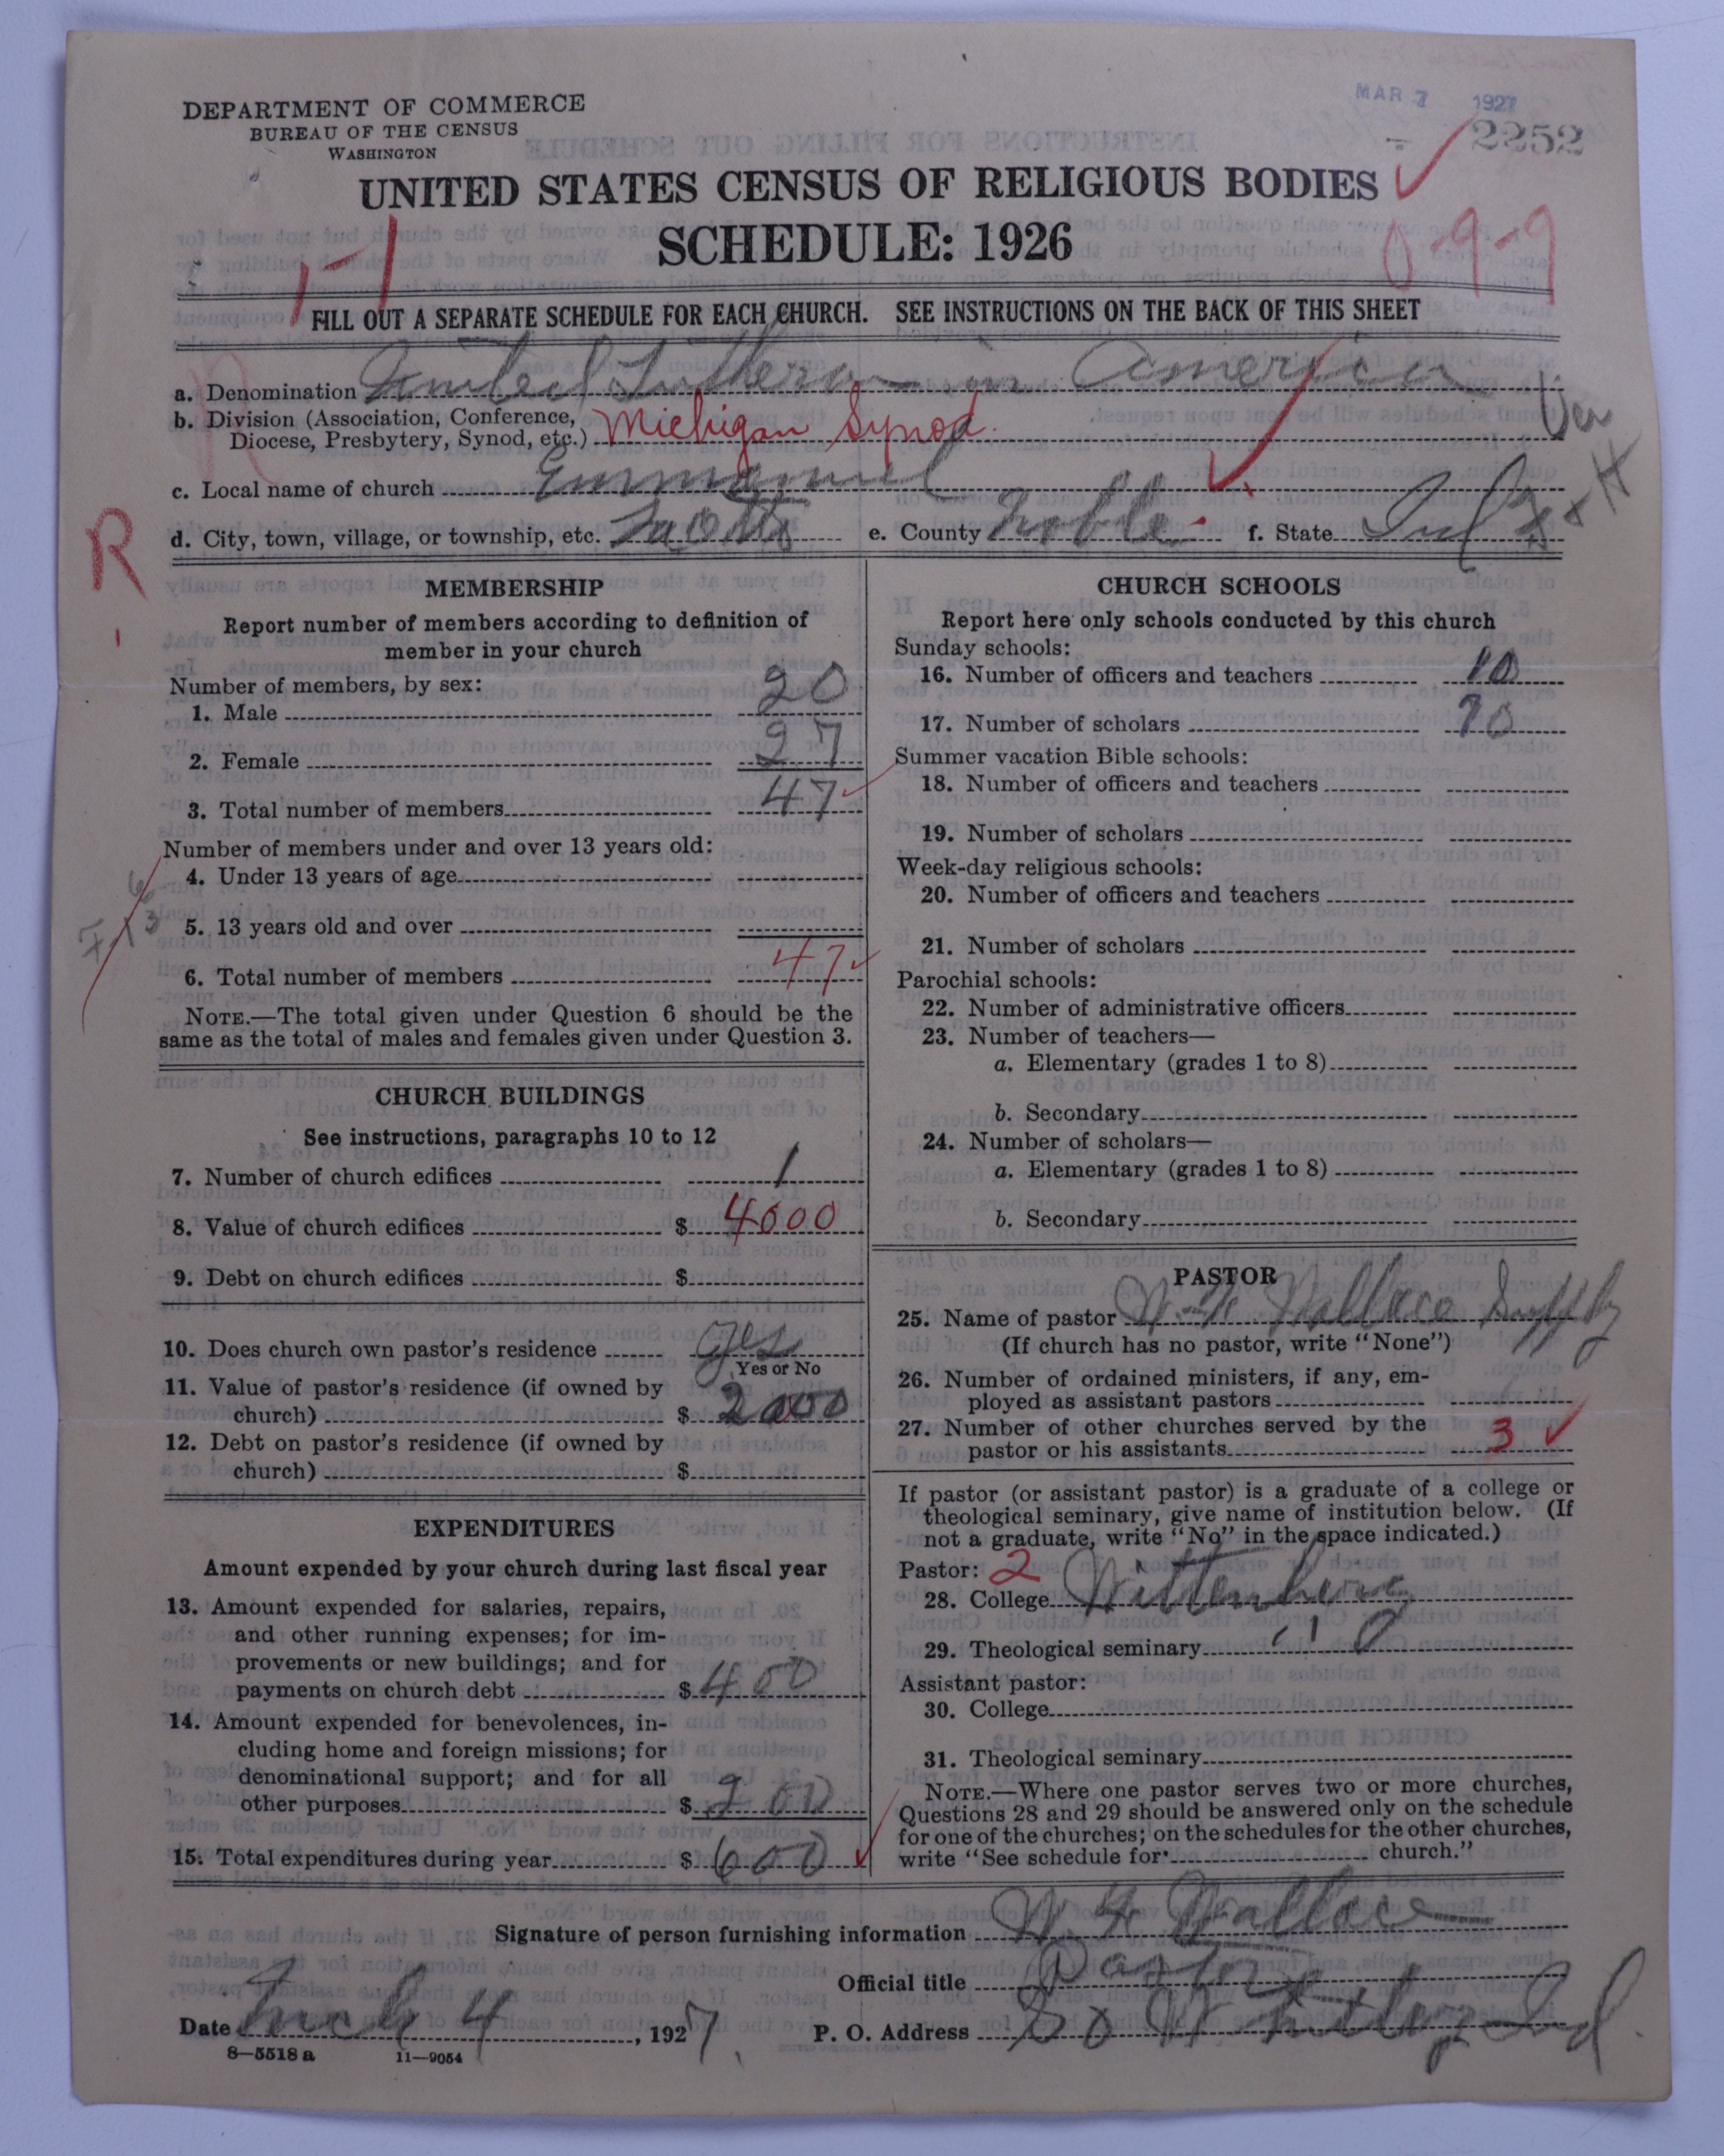 MAR 7 1927
2252
DEPARTMENT OF COMMERCE
BUREAU OF THE CENSUS
WASHINGTON
UNITED STATES CENSUS OF RELIGIOUS BODIES
SCHEDULE: 1926
1-1
0-9-9
FILL OUT A SEPARATE SCHEDULE FOR EACH CHURCH. SEE INSTRUCTIONS ON THE BACK OF THIS SHEET
a. Denomination United Lutheran in America
b. Division (Association, Conference,
Diocese, Presbytery, Synod, etc.) Michigan Synod.
c. Local name of church Emmanuel
d. City, town, village, or township, etc. e. County Noble f. State Ind
R
MEMBERSHIP
Report number of members according to definition of
member in your church
Number of members, by sex:
1. Male 20
2. Female 27
3. Total number of members 47
Number of members under and over 13 years old:
4. Under 13 years of age
5. 13 years old and over
6. Total number of members 47
NOTE.—The total given under Question 6 should be the
same as the total of males and females given under Question 3.
CHURCH BUILDINGS
See instructions, paragraphs 10 to 12
7. Number of church edifices 1
8. Value of church edifices $ 4000
9. Debt on church edifices $
10. Does church own pastor's residence yes
Yes or No
11. Value of pastor's residence (if owned by
church) $ 2000
12. Debt on pastor's residence (if owned by
church) $
EXPENDITURES
Amount expended by your church during last fiscal year
13. Amount expended for salaries, repairs,
and other running expenses; for im-
provements or new buildings; and for
payments on church debt $ 400
14. Amount expended for benevolences, in-
cluding home and foreign missions; for
denominational support; and for all
other purposes $ 200
15. Total expenditures during year $ 600
CHURCH SCHOOLS
Report here only schools conducted by this church
Sunday schools:
16. Number of officers and teachers 10
17. Number of scholars 70
Summer vacation Bible schools:
18. Number of officers and teachers
19. Number of scholars
Week-day religious schools:
20. Number of officers and teachers
21. Number of scholars
Parochial schools:
22. Number of administrative officers
23. Number of teachers—
a. Elementary (grades 1 to 8)
b. Secondary
24. Number of scholars—
a. Elementary (grades 1 to 8)
b. Secondary
PASTOR
25. Name of pastor Wallace Supply
(If church has no pastor, write "None")
26. Number of ordained ministers, if any, em-
ployed as assistant pastors
27. Number of other churches served by the
pastor or his assistants 3
If pastor (or assistant pastor) is a graduate of a college or
theological seminary, give name of institution below. (If
not a graduate, write "No" in the space indicated.)
Pastor: 2
28. College Wittenberg
29. Theological seminary
Assistant pastor:
30. College
31. Theological seminary
NOTE.—Where one pastor serves two or more churches,
Questions 28 and 29 should be answered only on the schedule
for one of the churches; on the schedules for the other churches,
write "See schedule for church."
Signature of person furnishing information Wallace
Official title Pastor
Date March 4, 1927. P. O. Address So Whitley Ind.
8—5518 a 11—9054